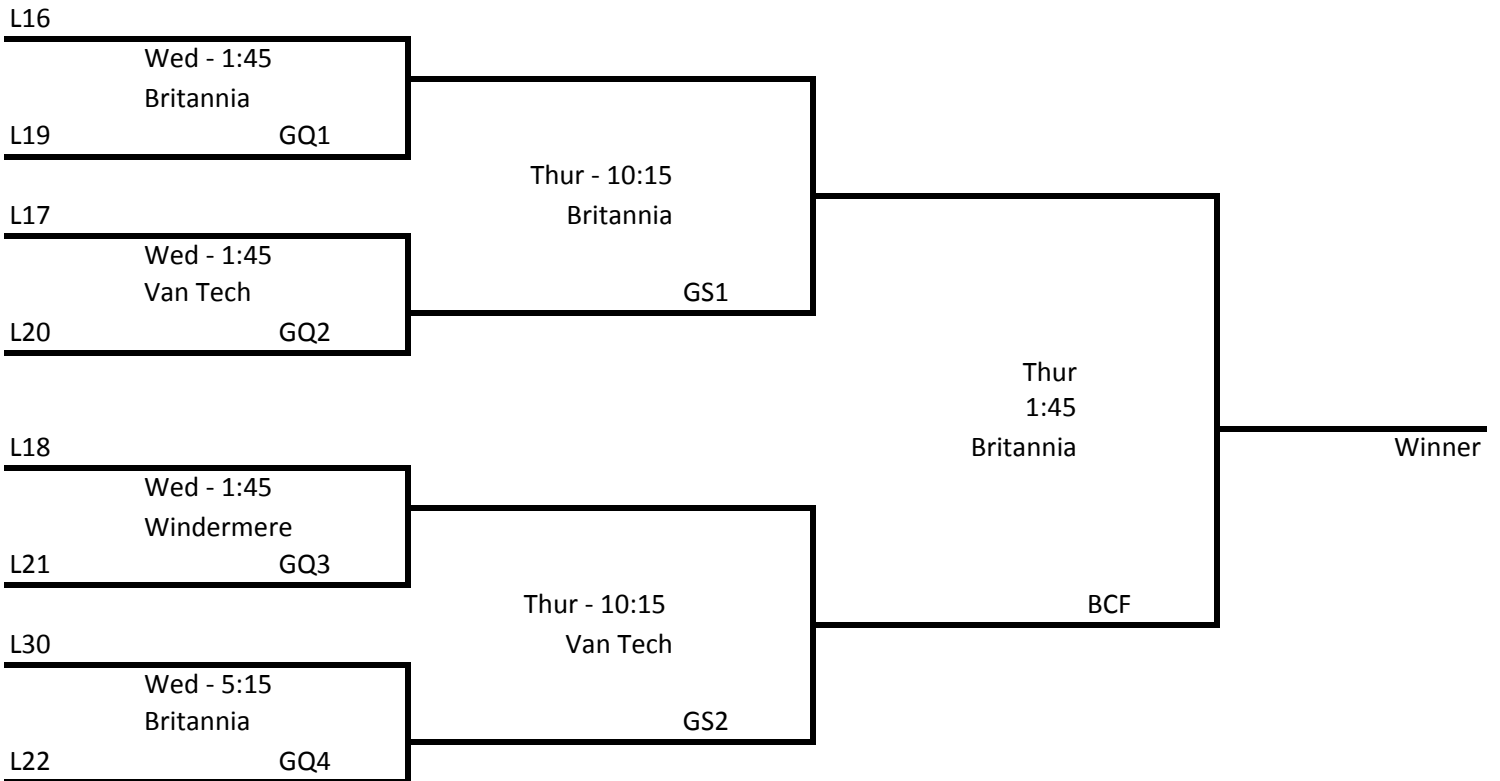 L16
Wed - 1:45
Britannia
L19 GQ1
Thur - 10:15
L17 Britannia
Wed - 1:45
Van Tech GS1
L20 GQ2
Thur
1:45
L18 Britannia Winner
Wed - 1:45
Windermere
L21 GQ3
Thur - 10:15 BCF
L30 Van Tech
Wed - 5:15
Britannia GS2
L22 GQ4